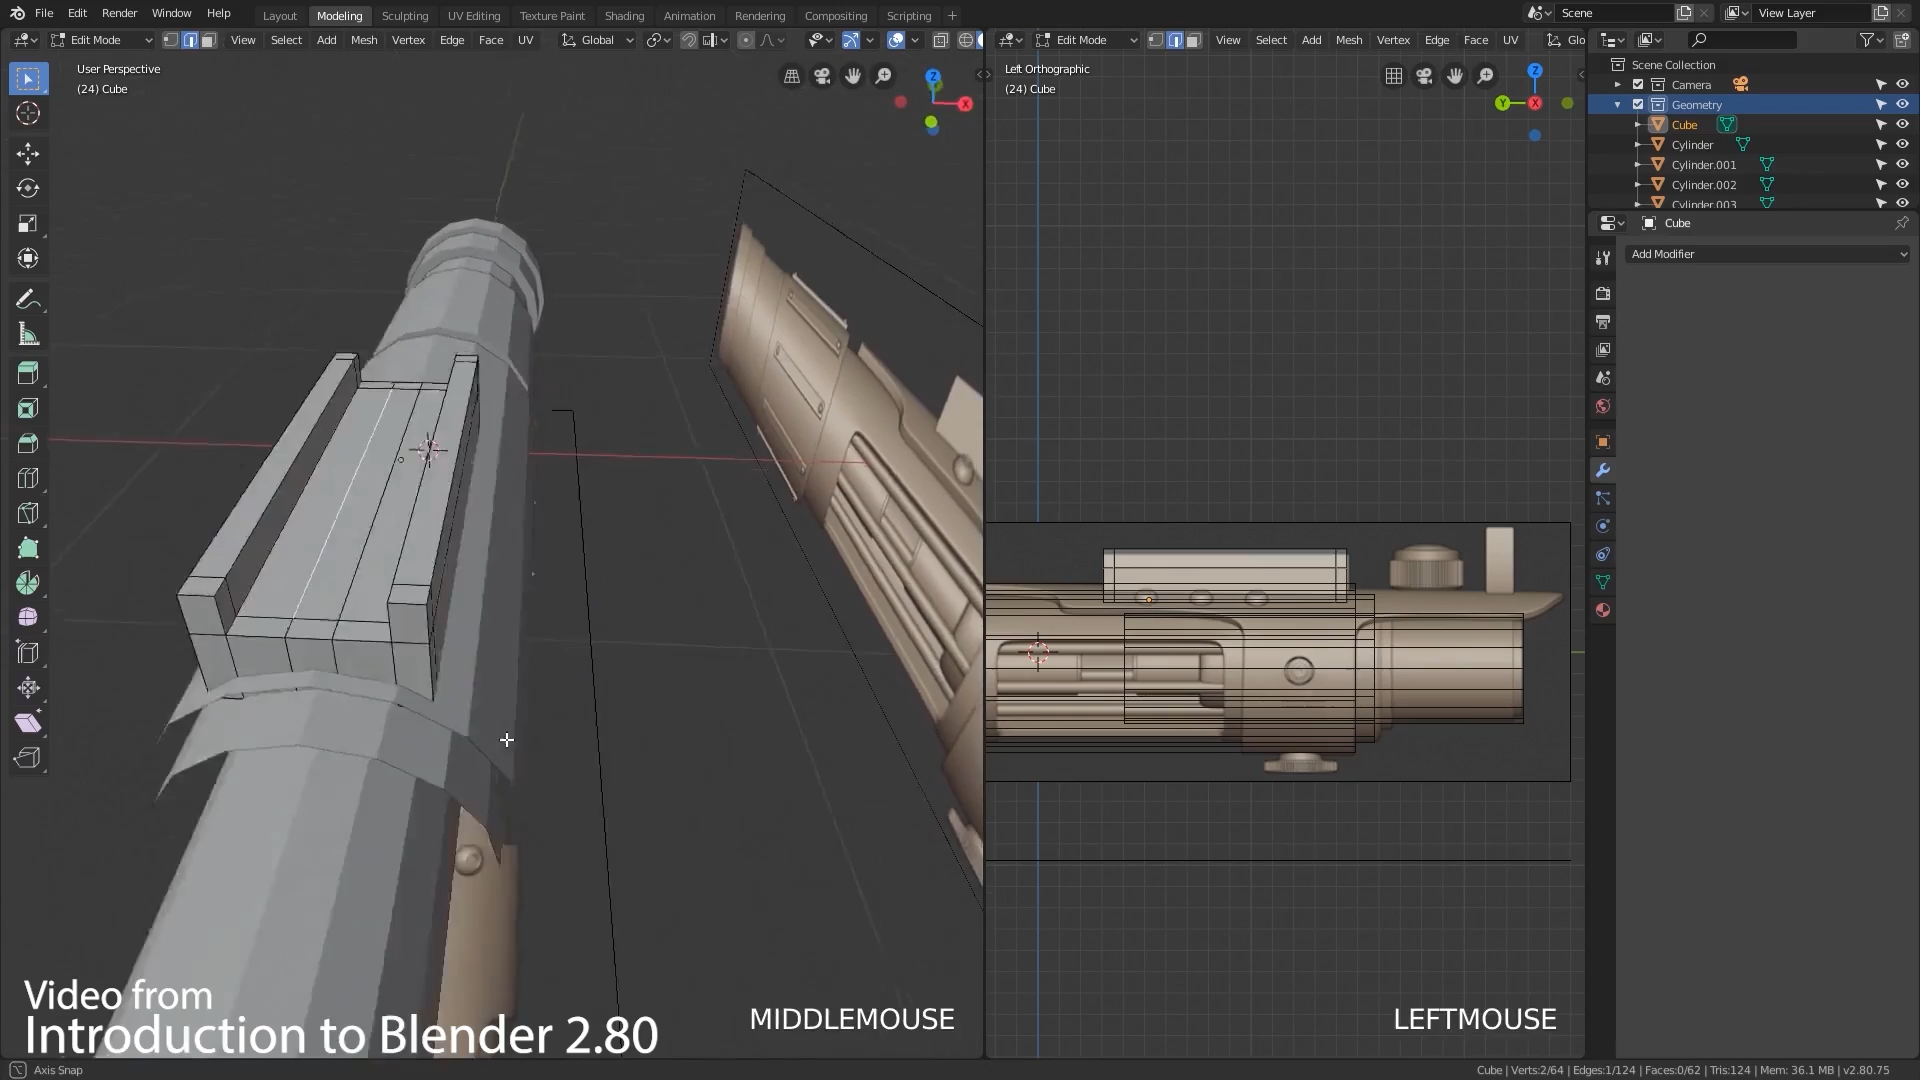 File Edit Render Window Help Layout Modeling Sculpting UV Editing Texture Paint Shading Animation Rendering Compositing Scripting + Scene View Layer
Edit Mode View Select Add Mesh Vertex Edge Face UV Global Edit Mode View Select Add Mesh Vertex Edge Face UV Glo
User Perspective
(24) Cube
Z
X
Left Orthographic
(24) Cube
Z
Y
X
Scene Collection
Camera
Geometry
Cube
Cylinder
Cylinder.001
Cylinder.002
Cylinder.003
Cube
Add Modifier
Video from
Introduction to Blender 2.80
MIDDLEMOUSE
LEFTMOUSE
Axis Snap
Cube | Verts:2/64 | Edges:1/124 | Faces:0/62 | Tris:124 | Mem: 36.1 MB | v2.80.75